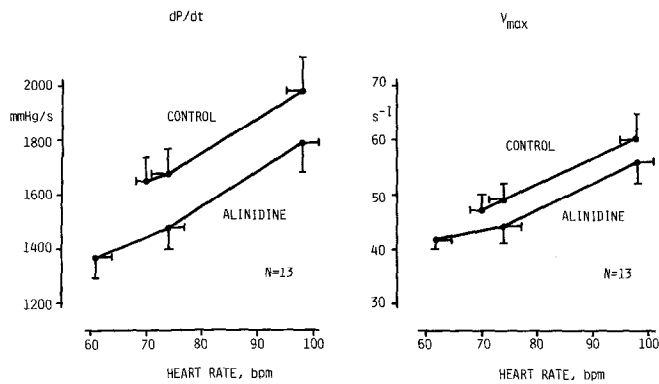 dP/dt
2000
mmHg/s
1800
1600
1400
1200
CONTROL
ALINIDINE
N=13
60 70 80 90 100
HEART RATE, bpm
Vmax
70
s⁻¹
60
50
40
30
CONTROL
ALINIDINE
N=13
60 70 80 90 100
HEART RATE, bpm